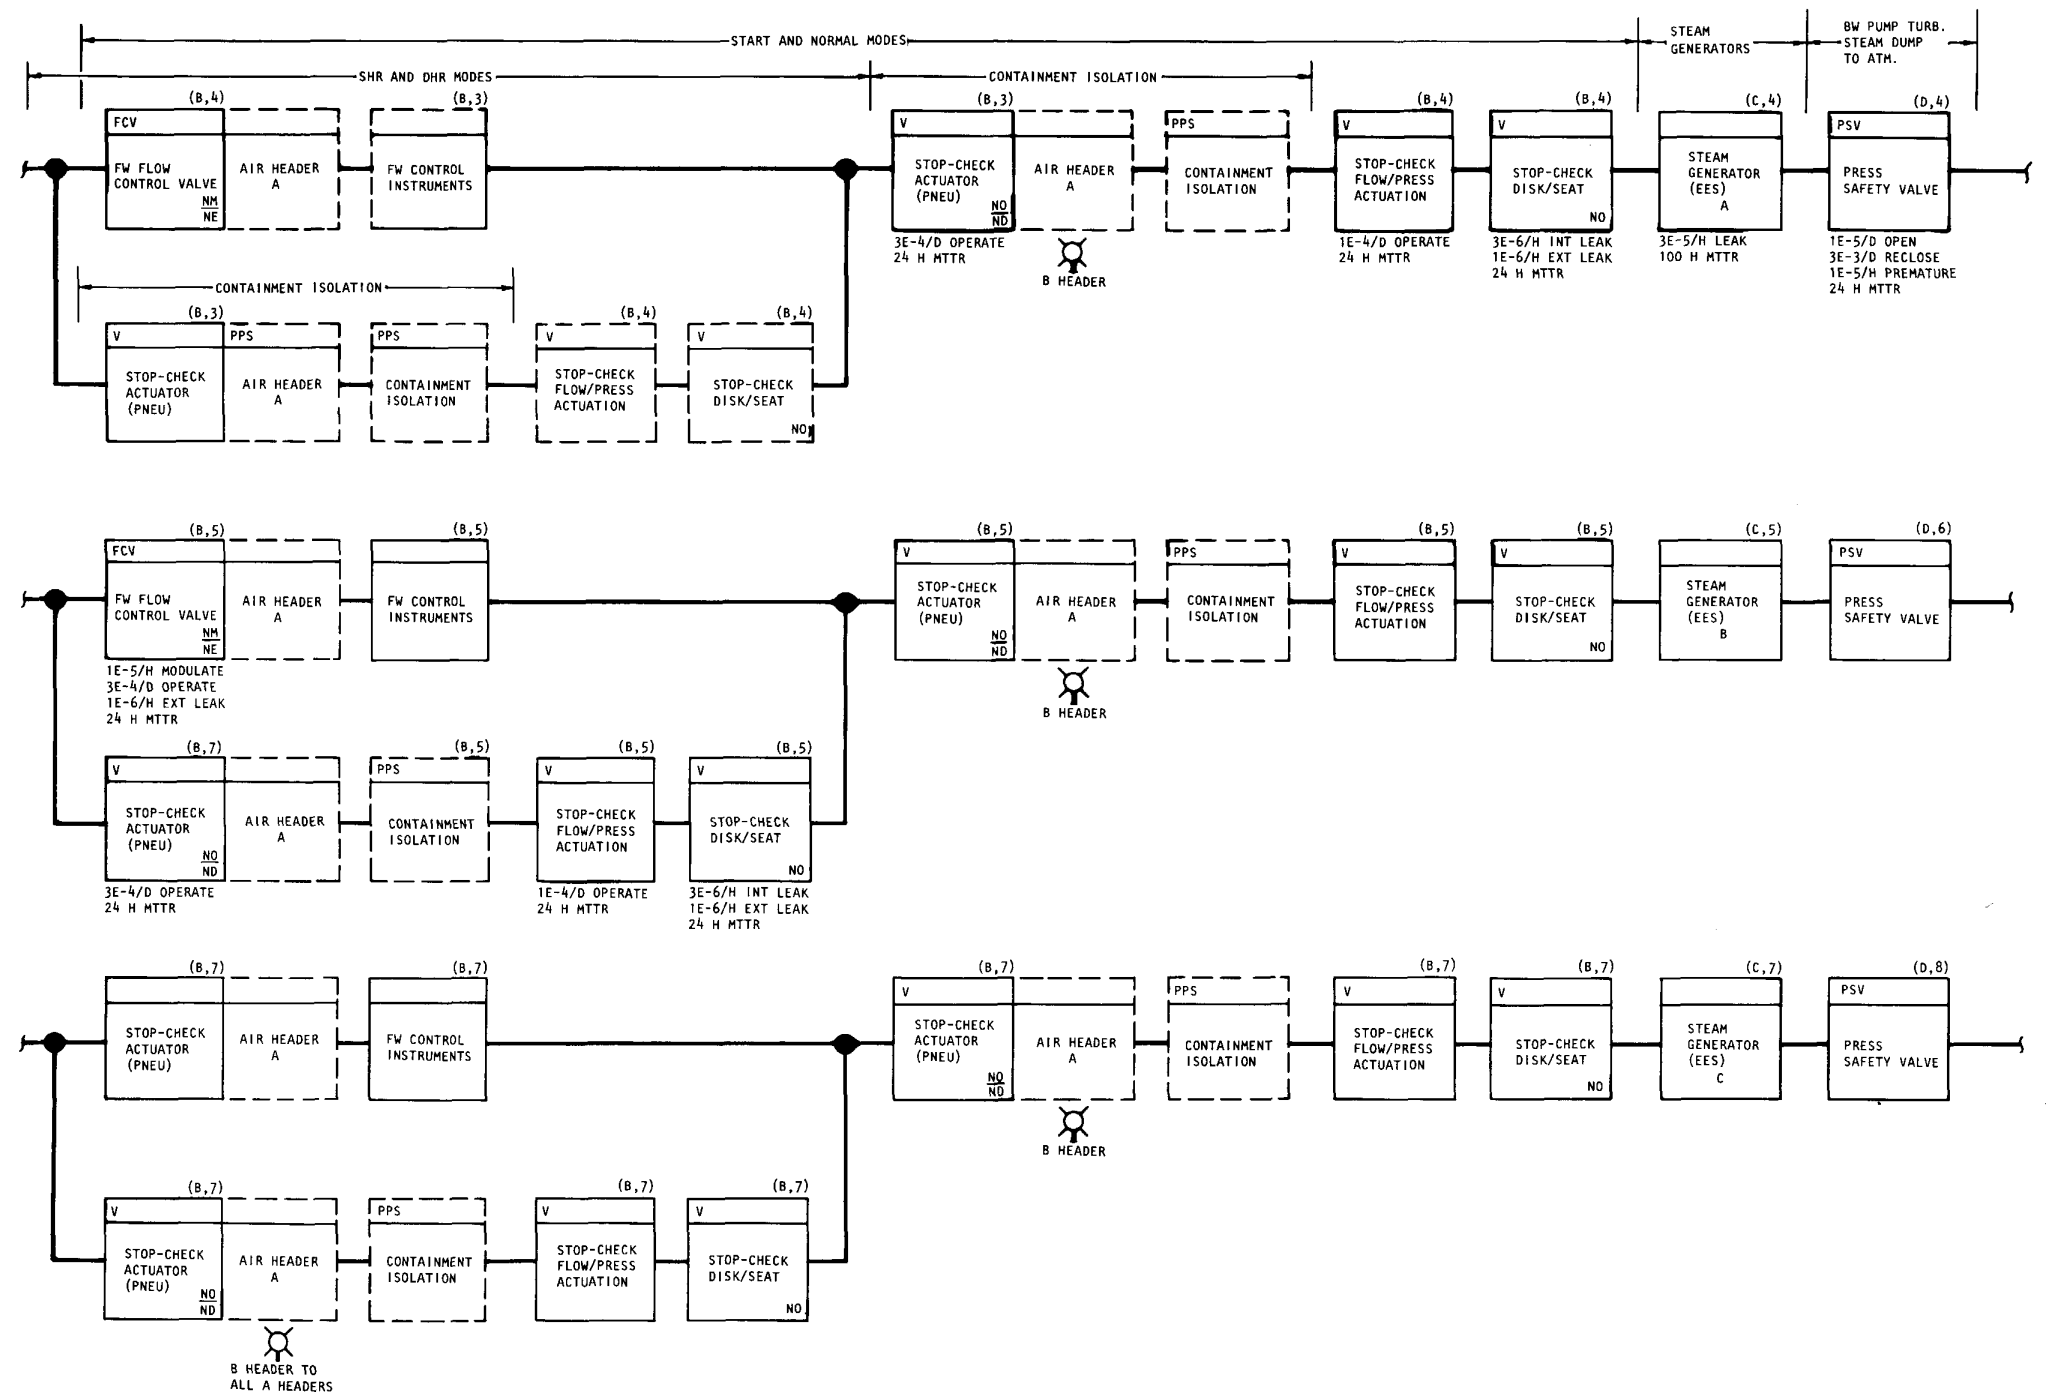 START AND NORMAL MODES
STEAM
GENERATORS
BW PUMP TURB.
STEAM DUMP
TO ATM.
SHR AND DHR MODES
CONTAINMENT ISOLATION
(B,4)
FCV
FW FLOW
CONTROL VALVE
NM
NE
AIR HEADER
A
(B,3)
FW CONTROL
INSTRUMENTS
(B,3)
V
STOP-CHECK
ACTUATOR
(PNEU)
NO
ND
3E-4/D OPERATE
24 H MTTR
AIR HEADER
A
B HEADER
PPS
CONTAINMENT
ISOLATION
(B,4)
V
STOP-CHECK
FLOW/PRESS
ACTUATION
1E-4/D OPERATE
24 H MTTR
(B,4)
V
STOP-CHECK
DISK/SEAT
NO
3E-6/H INT LEAK
1E-6/H EXT LEAK
24 H MTTR
(C,4)
STEAM
GENERATOR
(EES)
A
3E-5/H LEAK
100 H MTTR
(D,4)
PSV
PRESS
SAFETY VALVE
1E-5/D OPEN
3E-3/D RECLOSE
1E-5/H PREMATURE
24 H MTTR
CONTAINMENT ISOLATION
(B,3)
V
STOP-CHECK
ACTUATOR
(PNEU)
PPS
AIR HEADER
A
PPS
CONTAINMENT
ISOLATION
(B,4)
V
STOP-CHECK
FLOW/PRESS
ACTUATION
(B,4)
V
STOP-CHECK
DISK/SEAT
NO
(B,5)
FCV
FW FLOW
CONTROL VALVE
NM
NE
1E-5/H MODULATE
3E-4/D OPERATE
1E-6/H EXT LEAK
24 H MTTR
AIR HEADER
A
(B,5)
FW CONTROL
INSTRUMENTS
(B,5)
V
STOP-CHECK
ACTUATOR
(PNEU)
NO
ND
AIR HEADER
A
B HEADER
PPS
CONTAINMENT
ISOLATION
(B,5)
V
STOP-CHECK
FLOW/PRESS
ACTUATION
(B,5)
V
STOP-CHECK
DISK/SEAT
NO
(C,5)
STEAM
GENERATOR
(EES)
B
(D,6)
PSV
PRESS
SAFETY VALVE
(B,7)
V
STOP-CHECK
ACTUATOR
(PNEU)
NO
ND
3E-4/D OPERATE
24 H MTTR
AIR HEADER
A
(B,5)
PPS
CONTAINMENT
ISOLATION
(B,5)
V
STOP-CHECK
FLOW/PRESS
ACTUATION
1E-4/D OPERATE
24 H MTTR
(B,5)
V
STOP-CHECK
DISK/SEAT
NO
3E-6/H INT LEAK
1E-6/H EXT LEAK
24 H MTTR
(B,7)
STOP-CHECK
ACTUATOR
(PNEU)
AIR HEADER
A
(B,7)
FW CONTROL
INSTRUMENTS
(B,7)
V
STOP-CHECK
ACTUATOR
(PNEU)
NO
ND
AIR HEADER
A
B HEADER
PPS
CONTAINMENT
ISOLATION
(B,7)
V
STOP-CHECK
FLOW/PRESS
ACTUATION
(B,7)
V
STOP-CHECK
DISK/SEAT
NO
(C,7)
STEAM
GENERATOR
(EES)
C
(D,8)
PSV
PRESS
SAFETY VALVE
(B,7)
V
STOP-CHECK
ACTUATOR
(PNEU)
NO
ND
AIR HEADER
A
B HEADER TO
ALL A HEADERS
PPS
CONTAINMENT
ISOLATION
(B,7)
V
STOP-CHECK
FLOW/PRESS
ACTUATION
(B,7)
V
STOP-CHECK
DISK/SEAT
NO